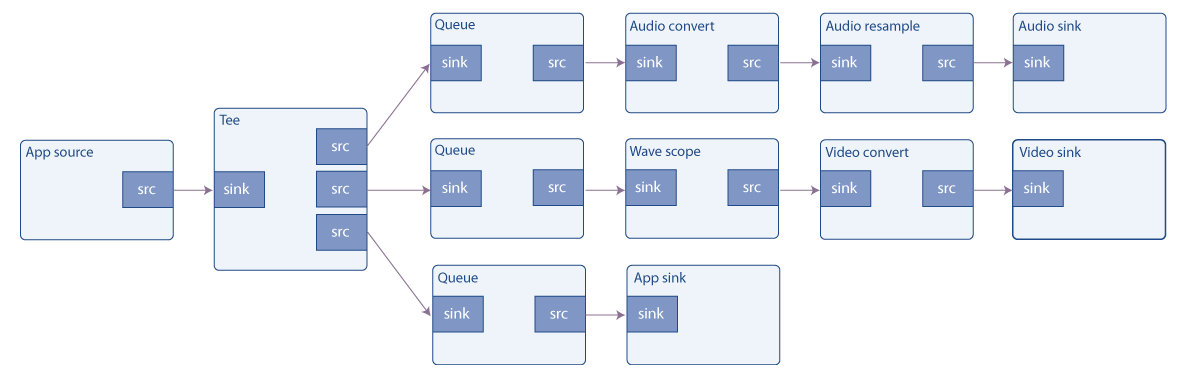 App source
src
Tee
sink
src
src
src
Queue
sink
src
Audio convert
sink
src
Audio resample
sink
src
Audio sink
sink
Queue
sink
src
Wave scope
sink
src
Video convert
sink
src
Video sink
sink
Queue
sink
src
App sink
sink